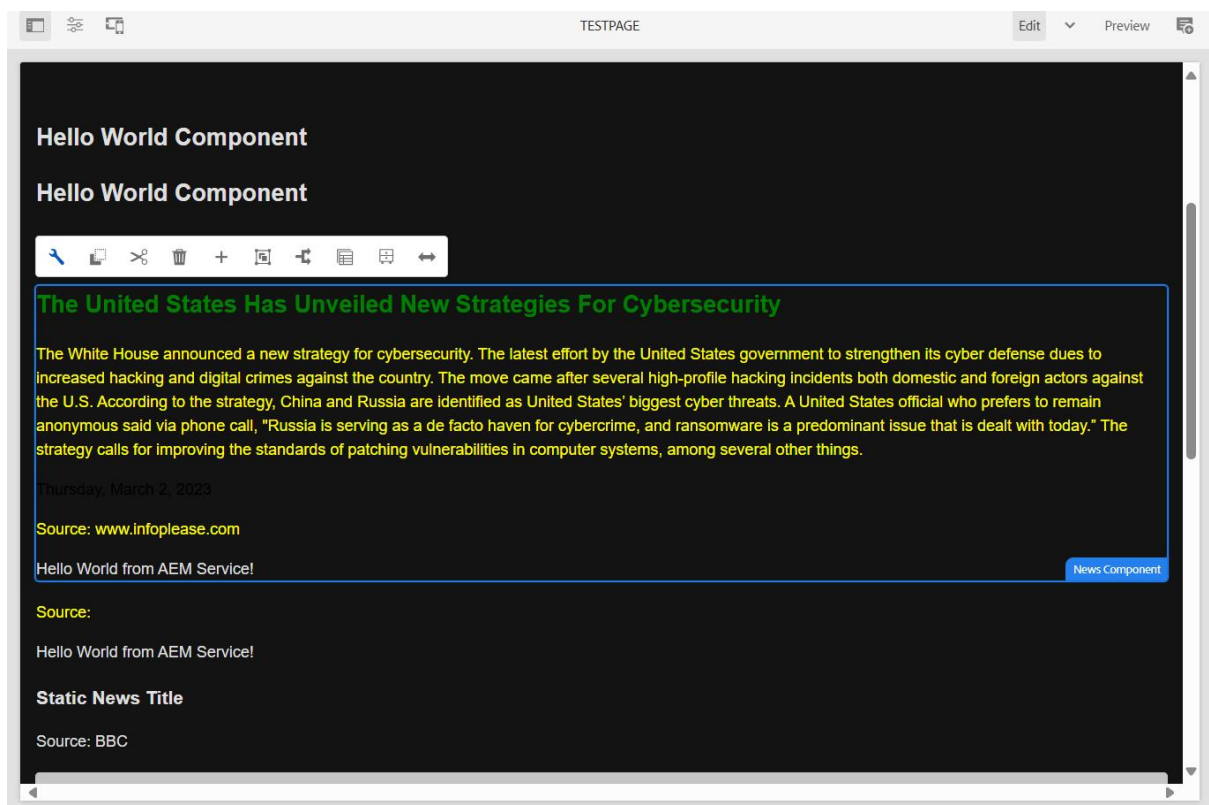 TESTPAGE
Edit
Preview
Hello World Component
Hello World Component
The United States Has Unveiled New Strategies For Cybersecurity
The White House announced a new strategy for cybersecurity. The latest effort by the United States government to strengthen its cyber defense dues to
increased hacking and digital crimes against the country. The move came after several high-profile hacking incidents both domestic and foreign actors against
the U.S. According to the strategy, China and Russia are identified as United States' biggest cyber threats. A United States official who prefers to remain
anonymous said via phone call, "Russia is serving as a de facto haven for cybercrime, and ransomware is a predominant issue that is dealt with today." The
strategy calls for improving the standards of patching vulnerabilities in computer systems, among several other things.
Thursday, March 2, 2023
Source: www.infoplease.com
Hello World from AEM Service!
News Component
Source:
Hello World from AEM Service!
Static News Title
Source: BBC